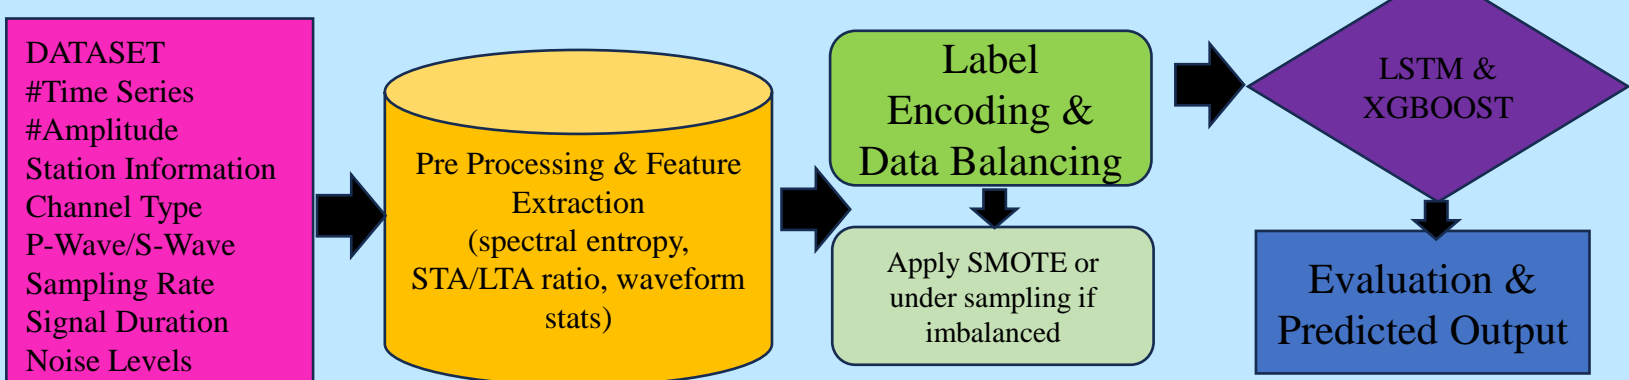 DATASET
#Time Series
#Amplitude
Station Information
Channel Type
P-Wave/S-Wave
Sampling Rate
Signal Duration
Noise Levels
Pre Processing & Feature
Extraction
(spectral entropy,
STA/LTA ratio, waveform
stats)
Label
Encoding &
Data Balancing
Apply SMOTE or
under sampling if
imbalanced
LSTM &
XGBOOST
Evaluation &
Predicted Output